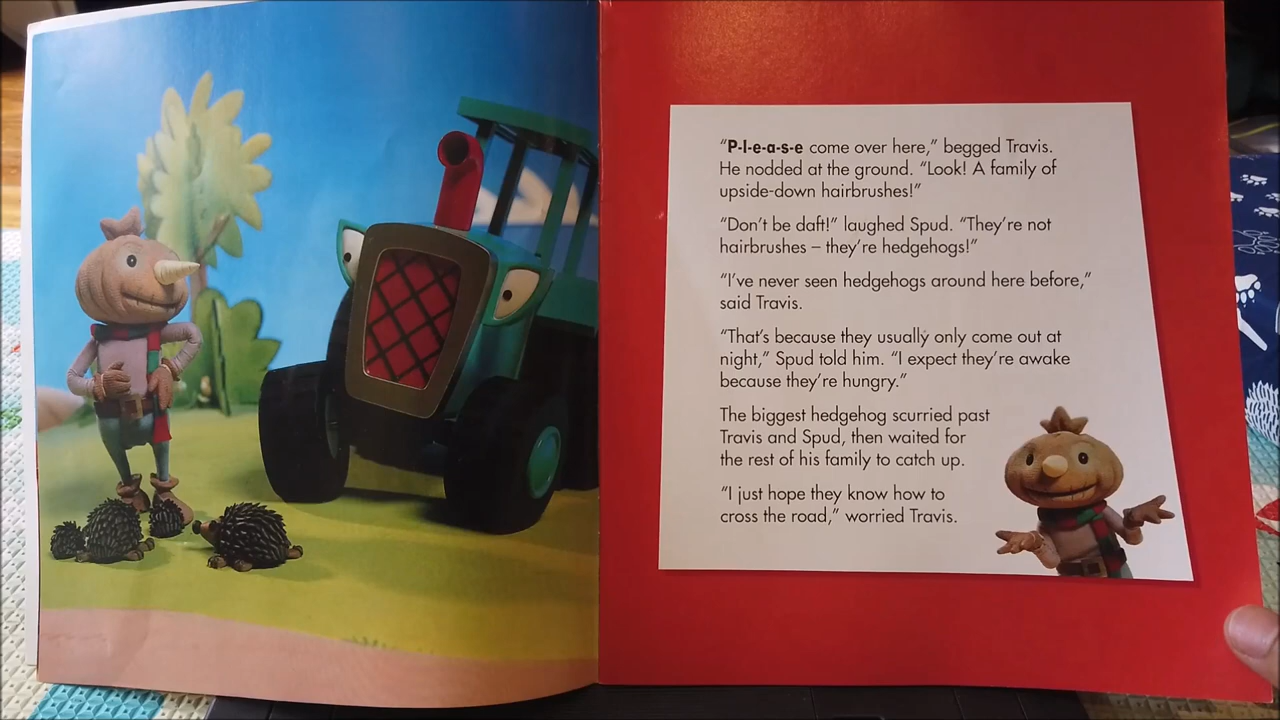 “P-l-e-a-s-e come over here,” begged Travis.
He nodded at the ground. “Look! A family of
upside-down hairbrushes!”
“Don’t be daft!” laughed Spud. “They’re not
hairbrushes – they’re hedgehogs!”
“I’ve never seen hedgehogs around here before,”
said Travis.
“That’s because they usually only come out at
night,” Spud told him. “I expect they’re awake
because they’re hungry.”
The biggest hedgehog scurried past
Travis and Spud, then waited for
the rest of his family to catch up.
“I just hope they know how to
cross the road,” worried Travis.